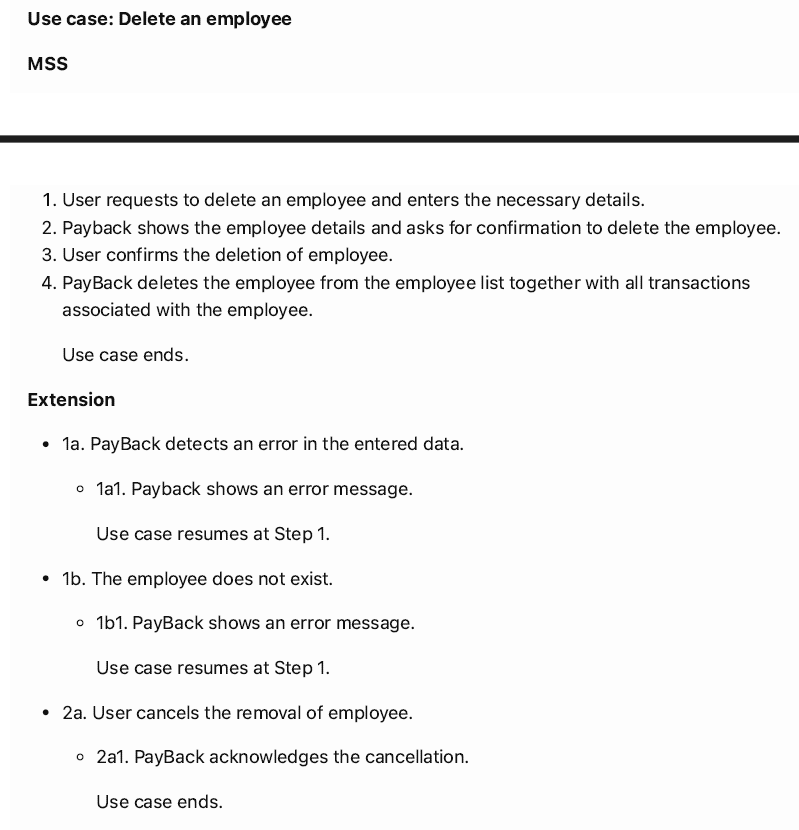 Use case: Delete an employee
MSS
1. User requests to delete an employee and enters the necessary details.
2. Payback shows the employee details and asks for confirmation to delete the employee.
3. User confirms the deletion of employee.
4. PayBack deletes the employee from the employee list together with all transactions
associated with the employee.
Use case ends.
Extension
• 1a. PayBack detects an error in the entered data.
◦ 1a1. Payback shows an error message.
Use case resumes at Step 1.
• 1b. The employee does not exist.
◦ 1b1. PayBack shows an error message.
Use case resumes at Step 1.
• 2a. User cancels the removal of employee.
◦ 2a1. PayBack acknowledges the cancellation.
Use case ends.